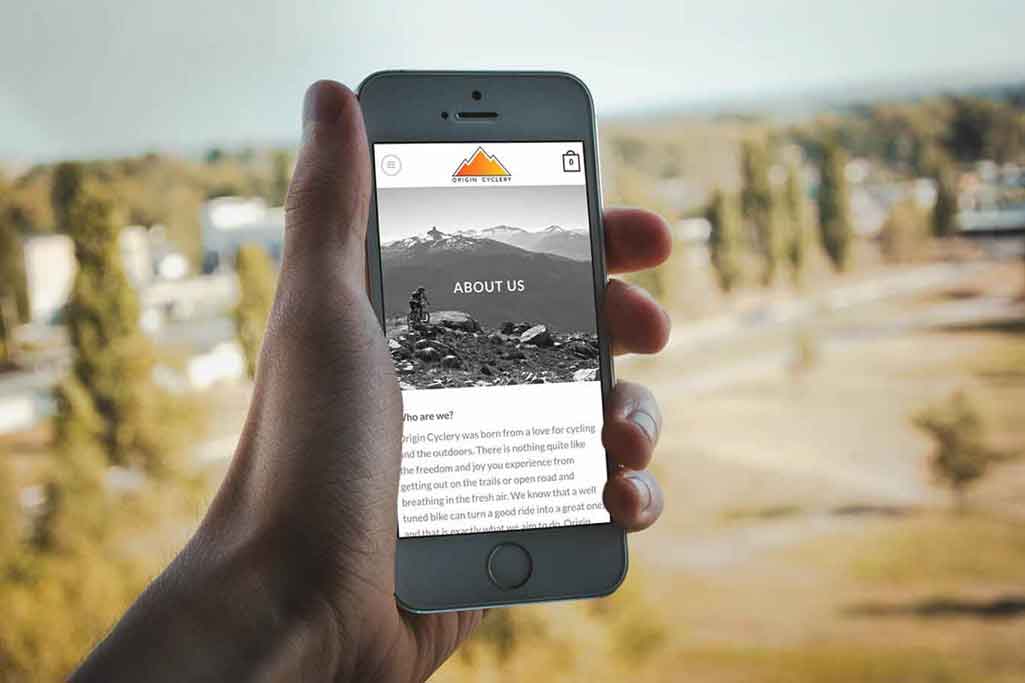 0
ORIGIN CYCLERY
ABOUT US
Who are we?
Origin Cyclery was born from a love for cycling
and the outdoors. There is nothing quite like
the freedom and joy you experience from
getting out on the trails or open road and
breathing in the fresh air. We know that a well
tuned bike can turn a good ride into a great one
and that is exactly what we aim to do. Origin